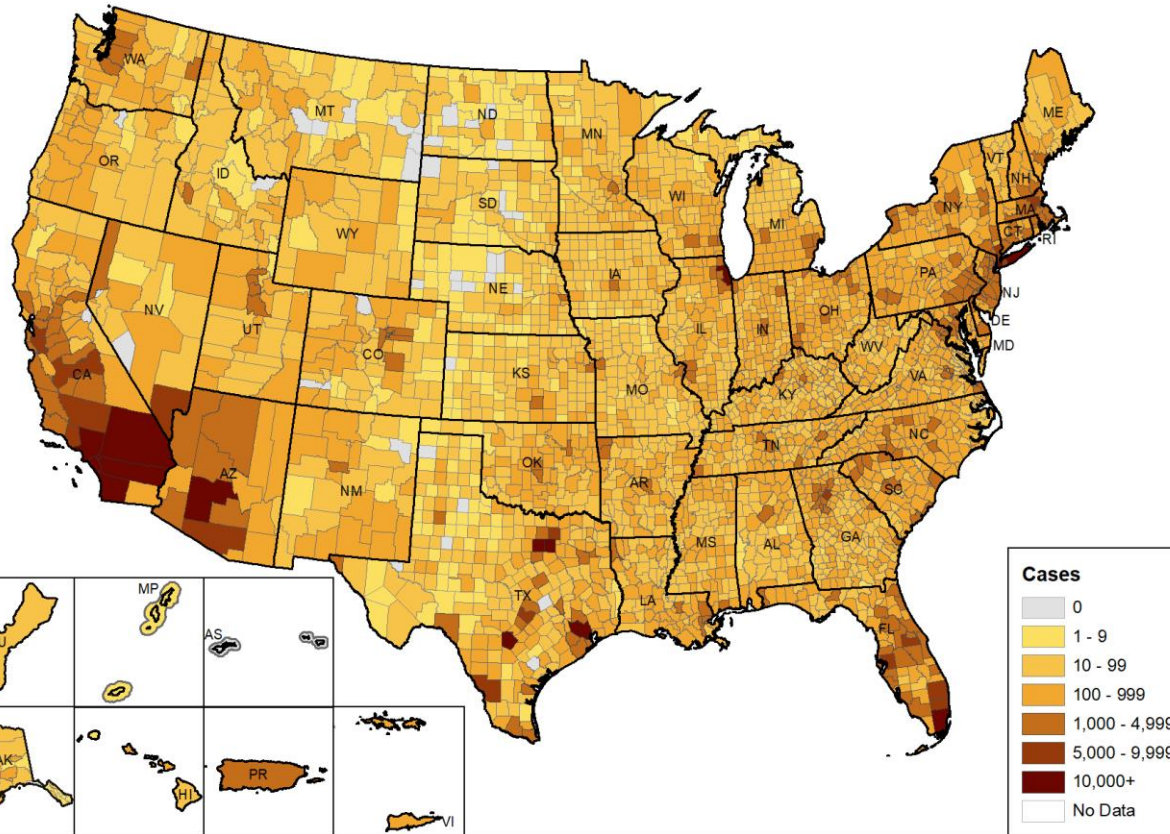 WA
MT
ND
MN
ME
OR
ID
SD
WI
VT
NH
NY
MA
MI
CT
RI
WY
IA
PA
NE
NJ
NV
OH
DE
UT
IL
IN
MD
CO
WV
CA
KS
MO
VA
KY
NC
TN
OK
AZ
AR
SC
NM
MS
AL
GA
TX
LA
FL
MP
AS
AK
HI
PR
VI
Cases
0
1 - 9
10 - 99
100 - 999
1,000 - 4,999
5,000 - 9,999
10,000+
No Data